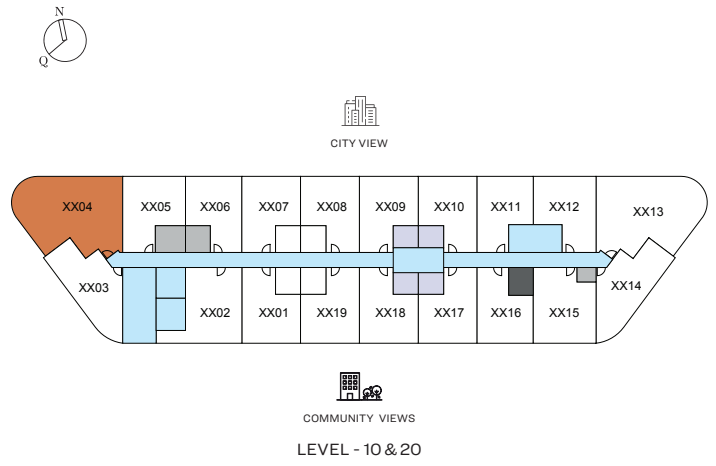 N
Q
CITY VIEW
XX04 XX05 XX06 XX07 XX08 XX09 XX10 XX11 XX12 XX13
XX03 XX02 XX01 XX19 XX18 XX17 XX16 XX15 XX14
COMMUNITY VIEWS
LEVEL - 10 & 20